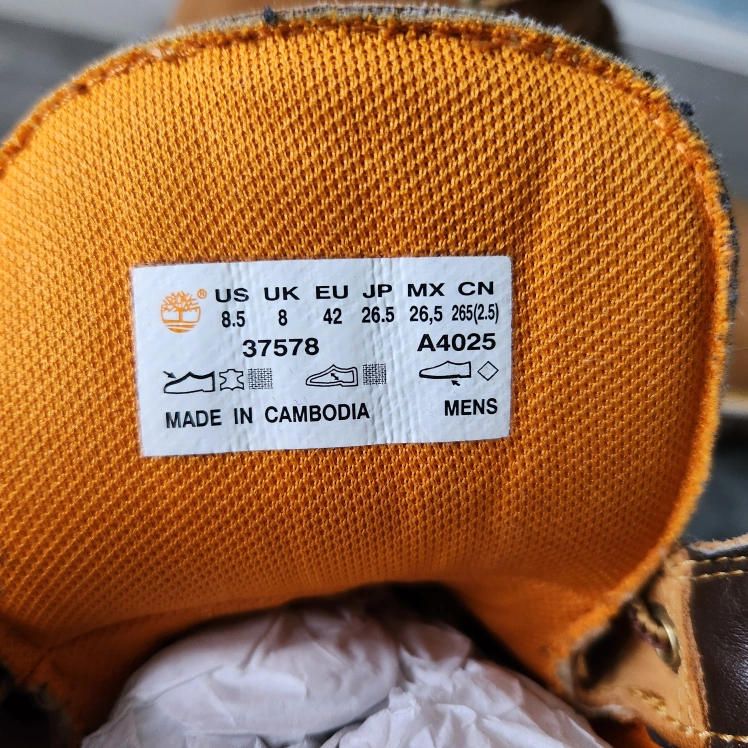 ® US UK EU JP MX CN
8.5 8 42 26.5 26,5 265(2.5)
37578 A4025
MADE IN CAMBODIA MENS